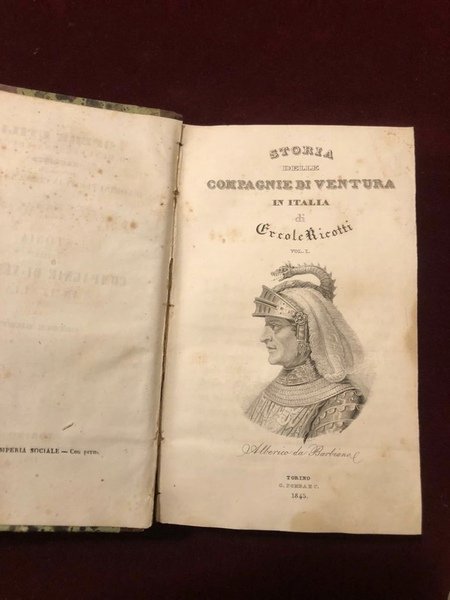 MPERIA SOCIALE — Con perm.
STORIA
DELLE
COMPAGNIE DI VENTURA
IN ITALIA
di
Ercole Ricotti
VOL. I.
Alberico da Barbiano
TORINO
G. POMBA E C.
1845.